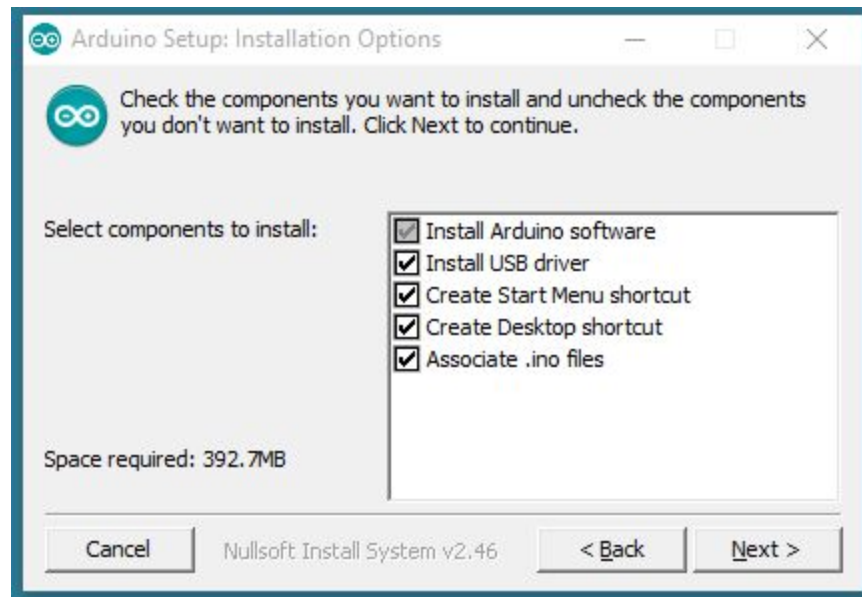 Arduino Setup: Installation Options
Check the components you want to install and uncheck the components
you don't want to install. Click Next to continue.
Select components to install:
Install Arduino software
Install USB driver
Create Start Menu shortcut
Create Desktop shortcut
Associate .ino files
Space required: 392.7MB
Cancel
Nullsoft Install System v2.46
< Back
Next >